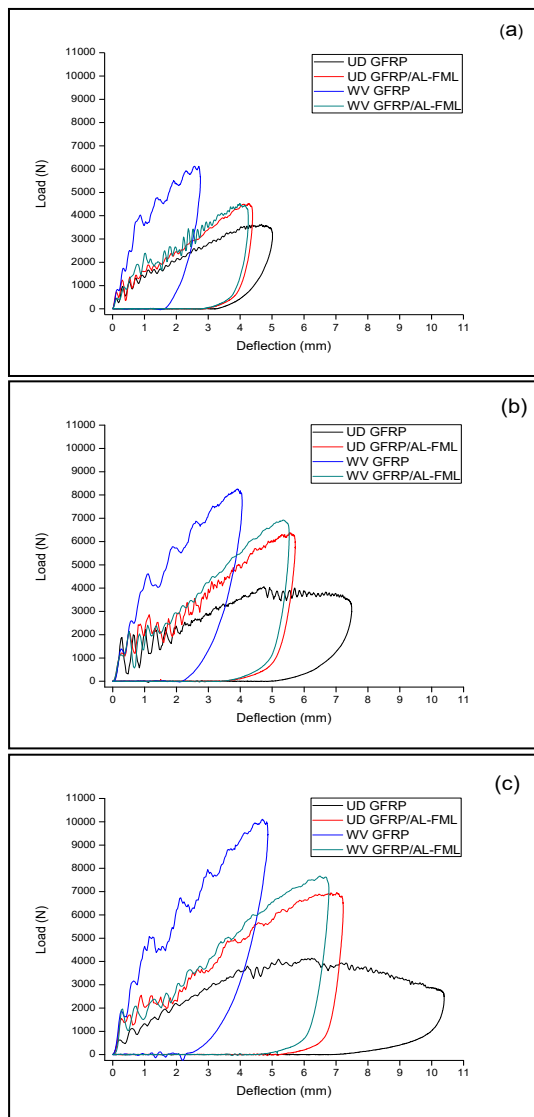 (a)
UD GFRP
UD GFRP/AL-FML
WV GFRP
WV GFRP/AL-FML
11000
10000
9000
8000
7000
6000
5000
4000
3000
2000
1000
0
Load (N)
0 1 2 3 4 5 6 7 8 9 10 11
Deflection (mm)
(b)
UD GFRP
UD GFRP/AL-FML
WV GFRP
WV GFRP/AL-FML
11000
10000
9000
8000
7000
6000
5000
4000
3000
2000
1000
0
Load (N)
0 1 2 3 4 5 6 7 8 9 10 11
Deflection (mm)
(c)
UD GFRP
UD GFRP/AL-FML
WV GFRP
WV GFRP/AL-FML
11000
10000
9000
8000
7000
6000
5000
4000
3000
2000
1000
0
Load (N)
0 1 2 3 4 5 6 7 8 9 10 11
Deflection (mm)